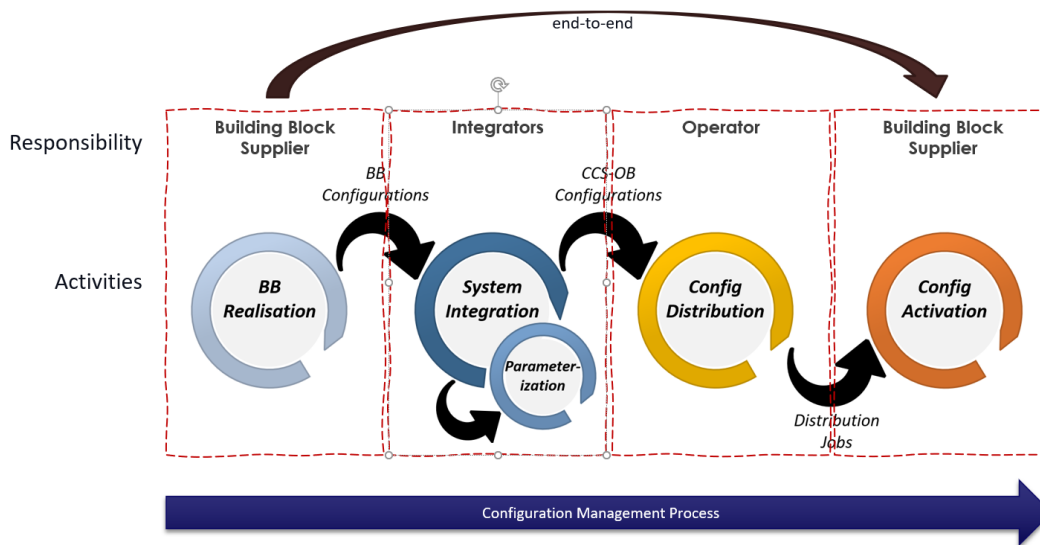 end-to-end
Responsibility
Building Block
Supplier
Integrators
Operator
Building Block
Supplier
BB
Configurations
CCS-OB
Configurations
Activities
BB
Realisation
System
Integration
Parameter-
ization
Config
Distribution
Config
Activation
Distribution
Jobs
Configuration Management Process